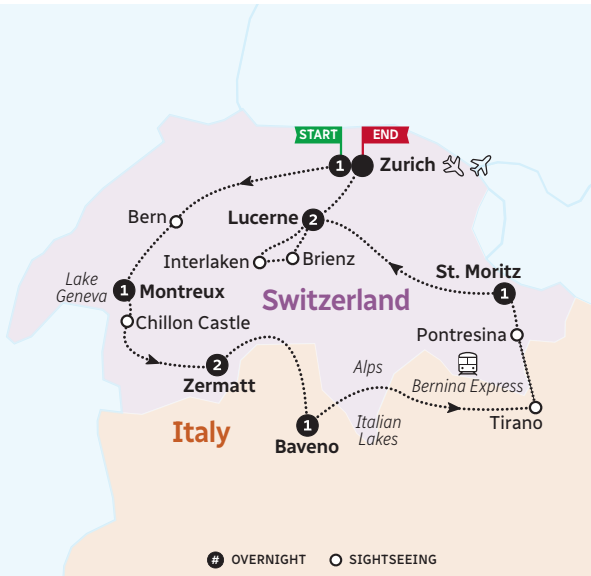 START
END
1
Zurich
Bern
Lucerne
2
Interlaken
Brienz
Lake
Geneva
1
Montreux
St. Moritz
1
Switzerland
Chillon Castle
Pontresina
2
Zermatt
Alps
Bernina Express
Italy
1
Baveno
Italian
Lakes
Tirano
# OVERNIGHT
SIGHTSEEING